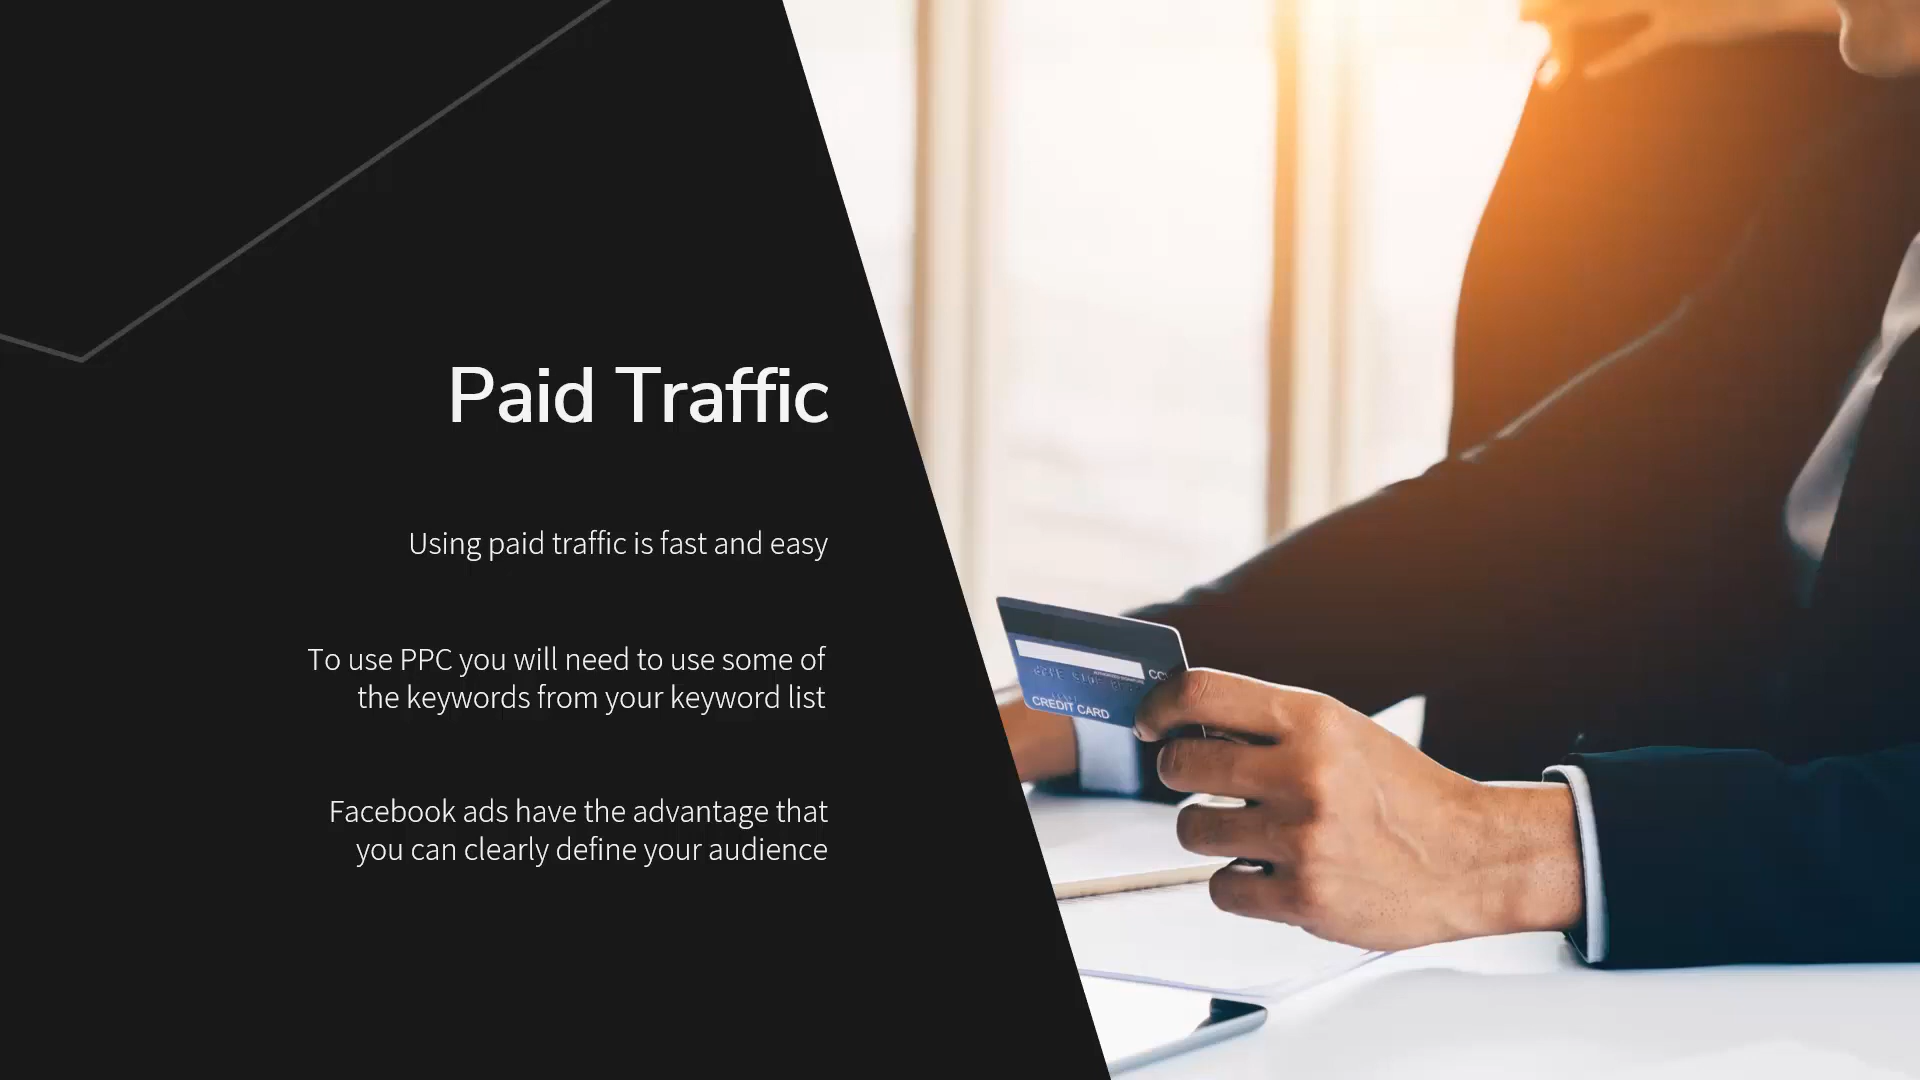 Paid Traffic
Using paid traffic is fast and easy
To use PPC you will need to use some of
the keywords from your keyword list
Facebook ads have the advantage that
you can clearly define your audience
CREDIT CARD